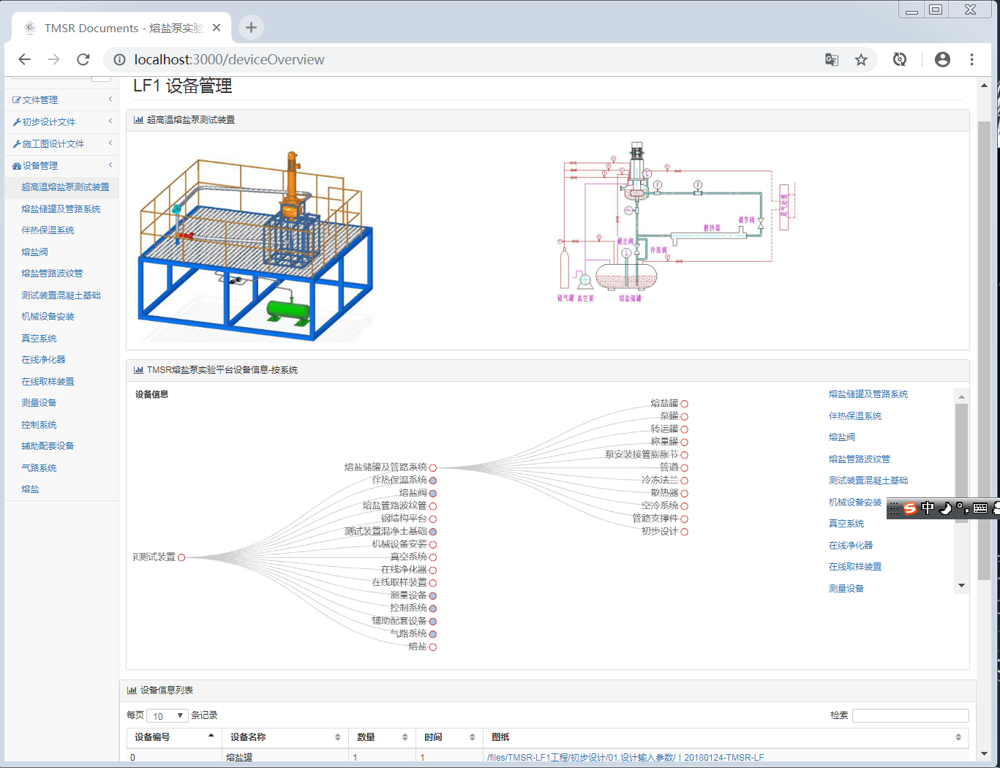 TMSR Documents - 熔盐泵实验
localhost:3000/deviceOverview
LF1 设备管理
文件管理
初步设计文件
施工图设计文件
设备管理
超高温熔盐泵测试装置
熔盐储罐及管路系统
伴热保温系统
熔盐阀
熔盐管路波纹管
测试装置混凝土基础
机械设备安装
真空系统
在线净化器
在线取样装置
测量设备
控制系统
辅助配套设备
气路系统
熔盐
超高温熔盐泵测试装置
尾气处理
调节阀
散热器
截止阀
冷冻阀
储气罐
真空泵
熔盐储罐
TMSR熔盐泵实验平台设备信息-按系统
设备信息
泵测试装置
熔盐储罐及管路系统
伴热保温系统
熔盐阀
熔盐管路波纹管
钢结构平台
测试装置混净土基础
机械设备安装
真空系统
在线净化器
在线取样装置
测量设备
控制系统
辅助配套设备
气路系统
熔盐
熔盐罐
泵罐
转运罐
称量罐
泵安装接管膨胀节
管道
冷冻法兰
散热器
空冷系统
管路支撑件
初步设计
熔盐储罐及管路系统
伴热保温系统
熔盐阀
熔盐管路波纹管
测试装置混凝土基础
机械设备安装
真空系统
在线净化器
在线取样装置
测量设备
中
设备信息列表
每页 10 条记录
检索
设备编号 设备名称 数量 时间 图纸
0 熔盐罐 1 1 /files/TMSR-LF1工程/初步设计/01.设计输入参数/！20180124-TMSR-LF